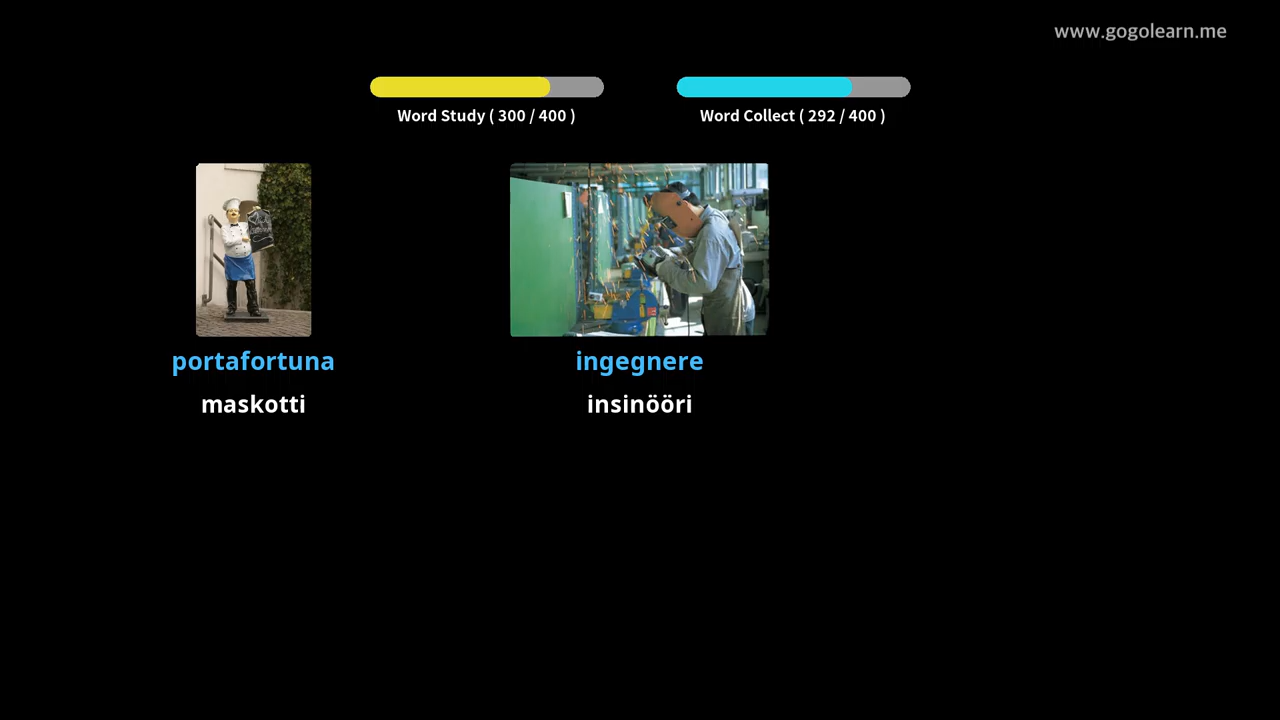 www.gogolearn.me
Word Study ( 300 / 400 )
Word Collect ( 292 / 400 )
portafortuna
ingegnere
maskotti
insinööri